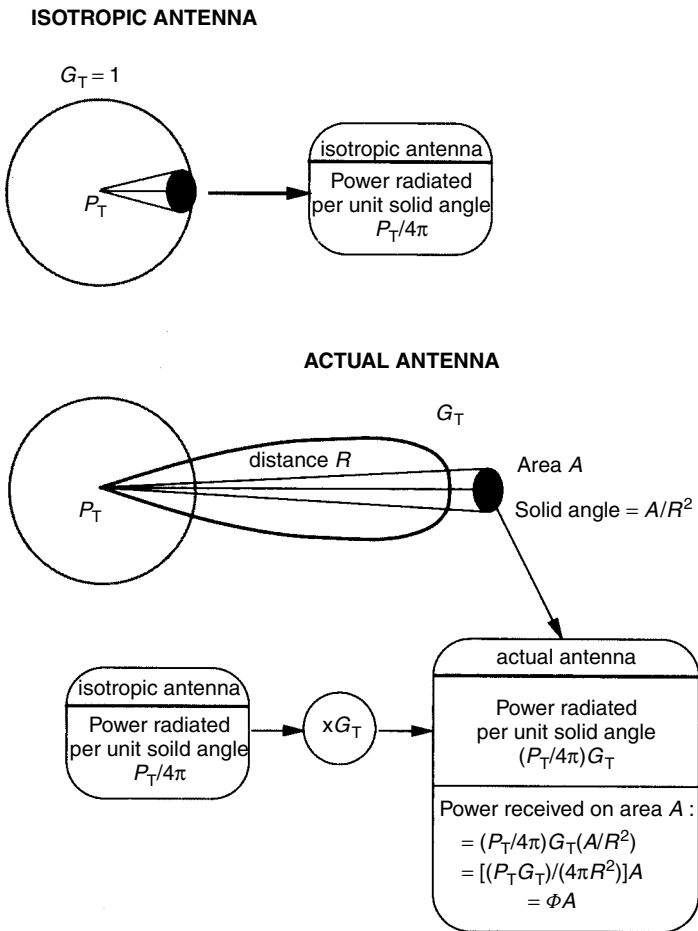 ISOTROPIC ANTENNA
G_T = 1
P_T
isotropic antenna
Power radiated
per unit solid angle
P_T/4π
ACTUAL ANTENNA
G_T
distance R
Area A
P_T
Solid angle = A/R²
isotropic antenna
Power radiated
per unit soild angle
P_T/4π
xG_T
actual antenna
Power radiated
per unit solid angle
(P_T/4π)G_T
Power received on area A :
= (P_T/4π)G_T(A/R²)
= [(P_TG_T)/(4πR²)]A
= ΦA